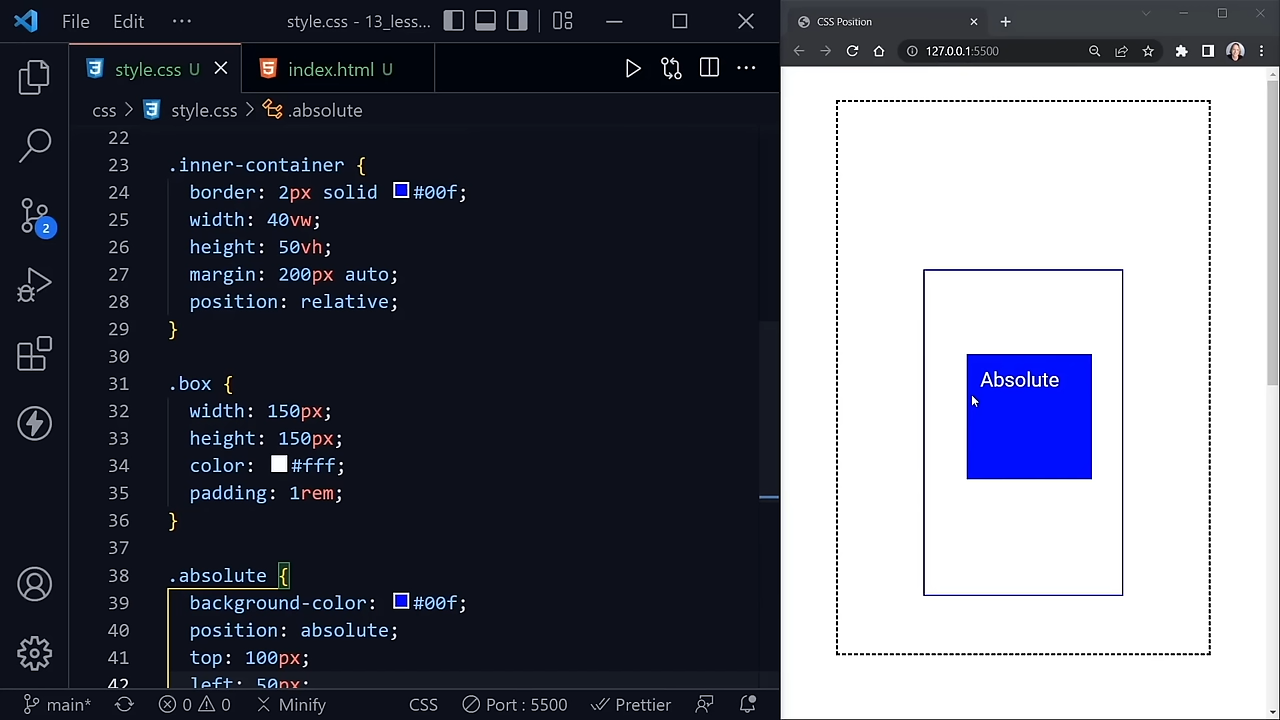 File Edit ··· style.css - 13_less...
style.css U index.html U
css > style.css > .absolute
22
23 .inner-container {
24 border: 2px solid #00f;
25 width: 40vw;
26 height: 50vh;
27 margin: 200px auto;
28 position: relative;
29 }
30
31 .box {
32 width: 150px;
33 height: 150px;
34 color: #fff;
35 padding: 1rem;
36 }
37
38 .absolute {
39 background-color: #00f;
40 position: absolute;
41 top: 100px;
42 left: 50px;
2
main* 0 0 Minify CSS Port : 5500 Prettier
CSS Position
127.0.0.1:5500
Absolute